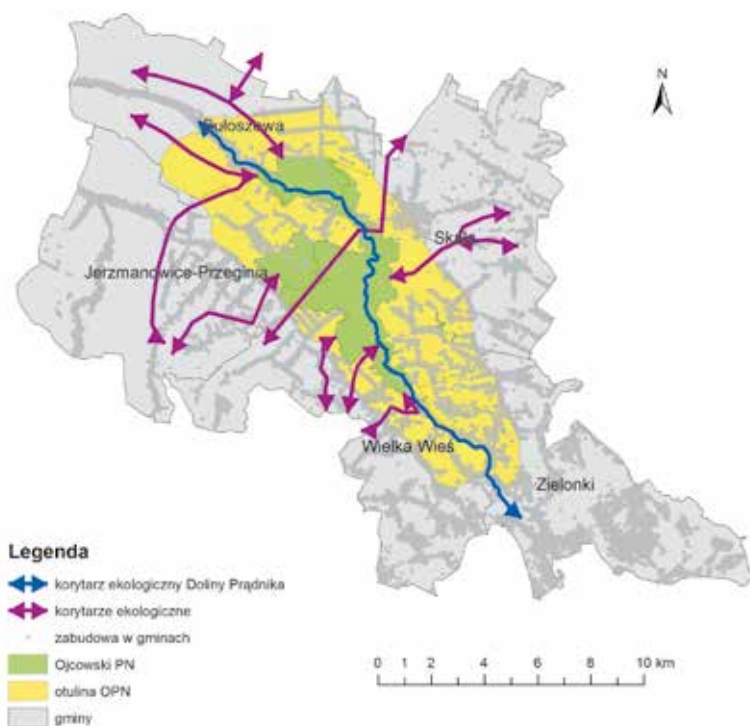 N
Sułoszewa
Skała
Jerzmanowice-Przeginia
Wielka Wieś
Zielonki
Legenda
korytarz ekologiczny Doliny Prądnika
korytarze ekologiczne
zabudowa w gminach
Ojcowski PN
otulina OPN
gminy
0 1 2 4 6 8 10 km